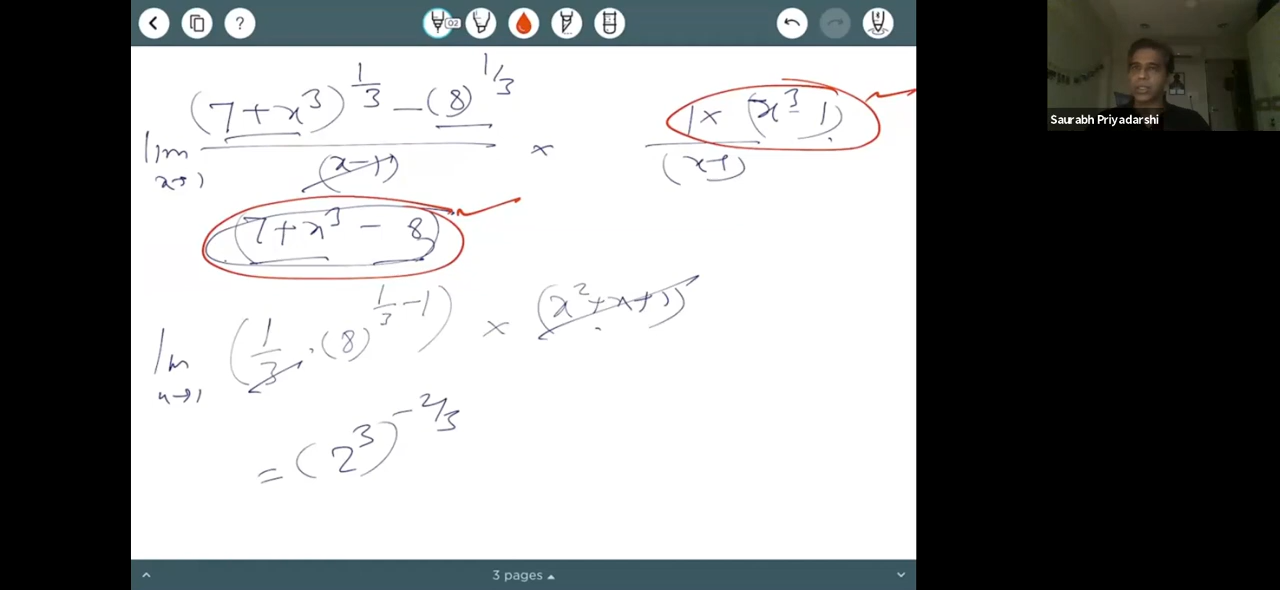 ?
02
lim x→1 (7+x³)^(1/3) − (8)^(1/3) / (x−1) × 1 × (x³−1) / (x−1)
(7+x³ − 8)
lim x→1 (1/3 · (8)^(1/3 −1)) × (x²+x+1)
= (2³)^(−2/3)
3 pages
Saurabh Priyadarshi